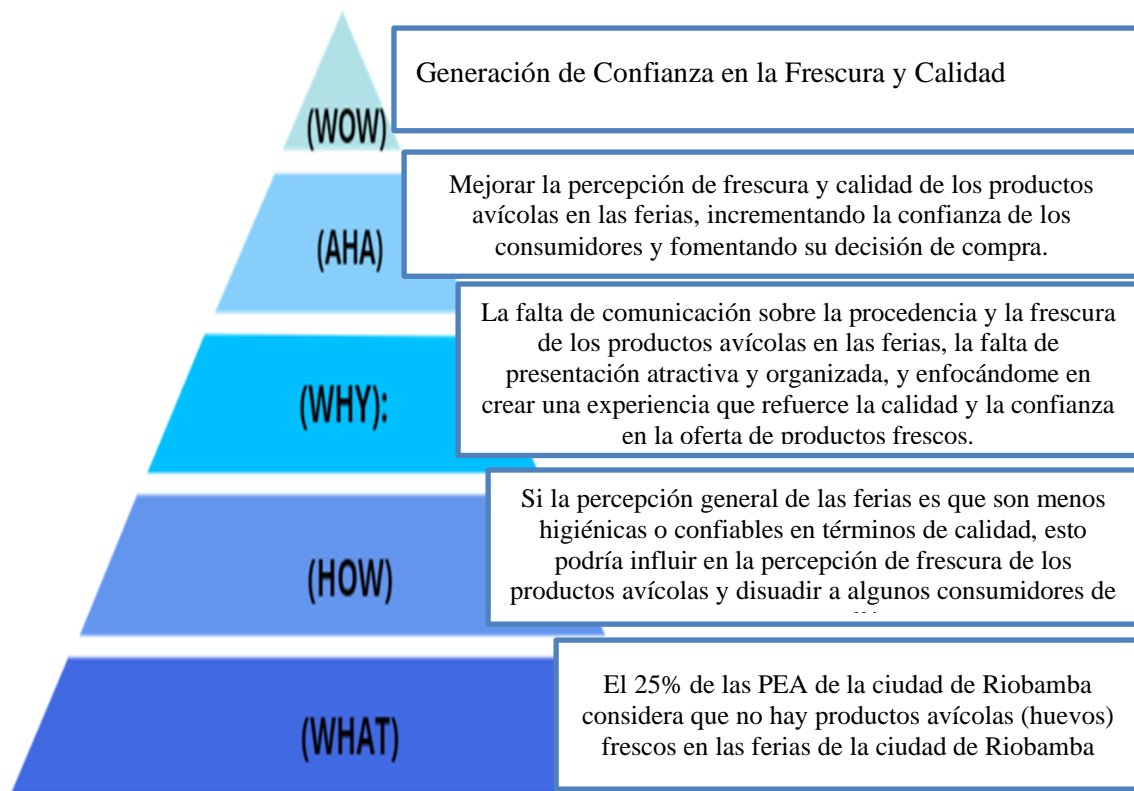 (WOW)
Generación de Confianza en la Frescura y Calidad
(AHA)
Mejorar la percepción de frescura y calidad de los productos
avícolas en las ferias, incrementando la confianza de los
consumidores y fomentando su decisión de compra.
(WHY):
La falta de comunicación sobre la procedencia y la frescura
de los productos avícolas en las ferias, la falta de
presentación atractiva y organizada, y enfocándome en
crear una experiencia que refuerce la calidad y la confianza
en la oferta de productos frescos.
(HOW)
Si la percepción general de las ferias es que son menos
higiénicas o confiables en términos de calidad, esto
podría influir en la percepción de frescura de los
productos avícolas y disuadir a algunos consumidores de
(WHAT)
El 25% de las PEA de la ciudad de Riobamba
considera que no hay productos avícolas (huevos)
frescos en las ferias de la ciudad de Riobamba